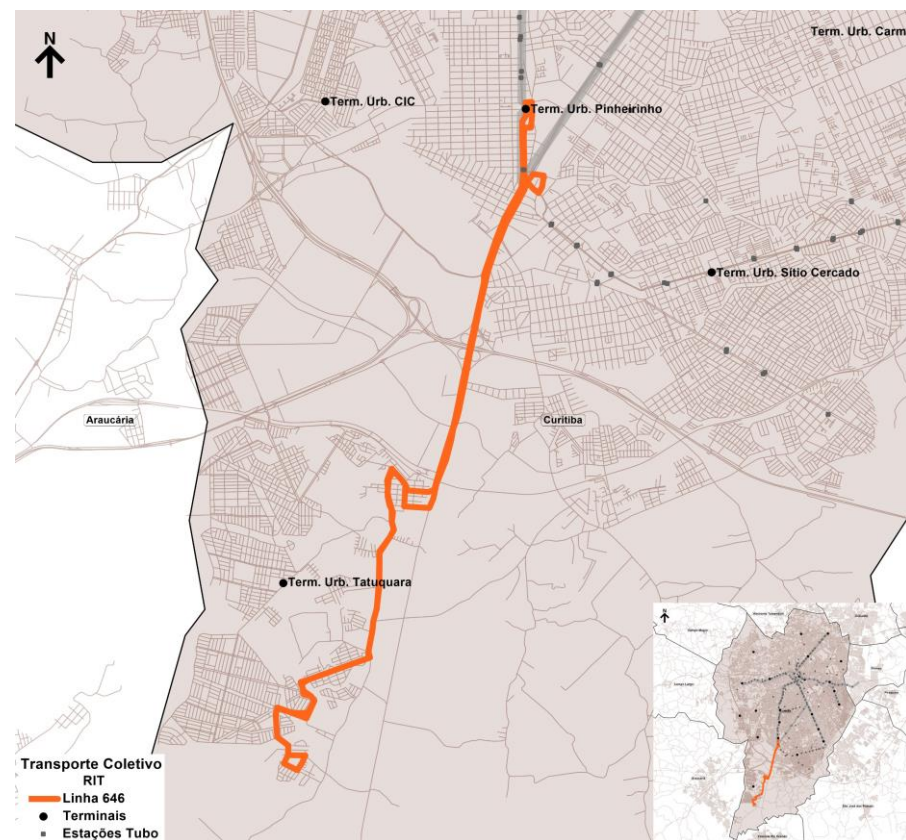 N
Term. Urb. Carm
Term. Urb. CIC
Term. Urb. Pinheirinho
Term. Urb. Sítio Cercado
Araucária
Curitiba
Term. Urb. Tatuquara
Transporte Coletivo
RIT
Linha 646
Terminais
Estações Tubo
N